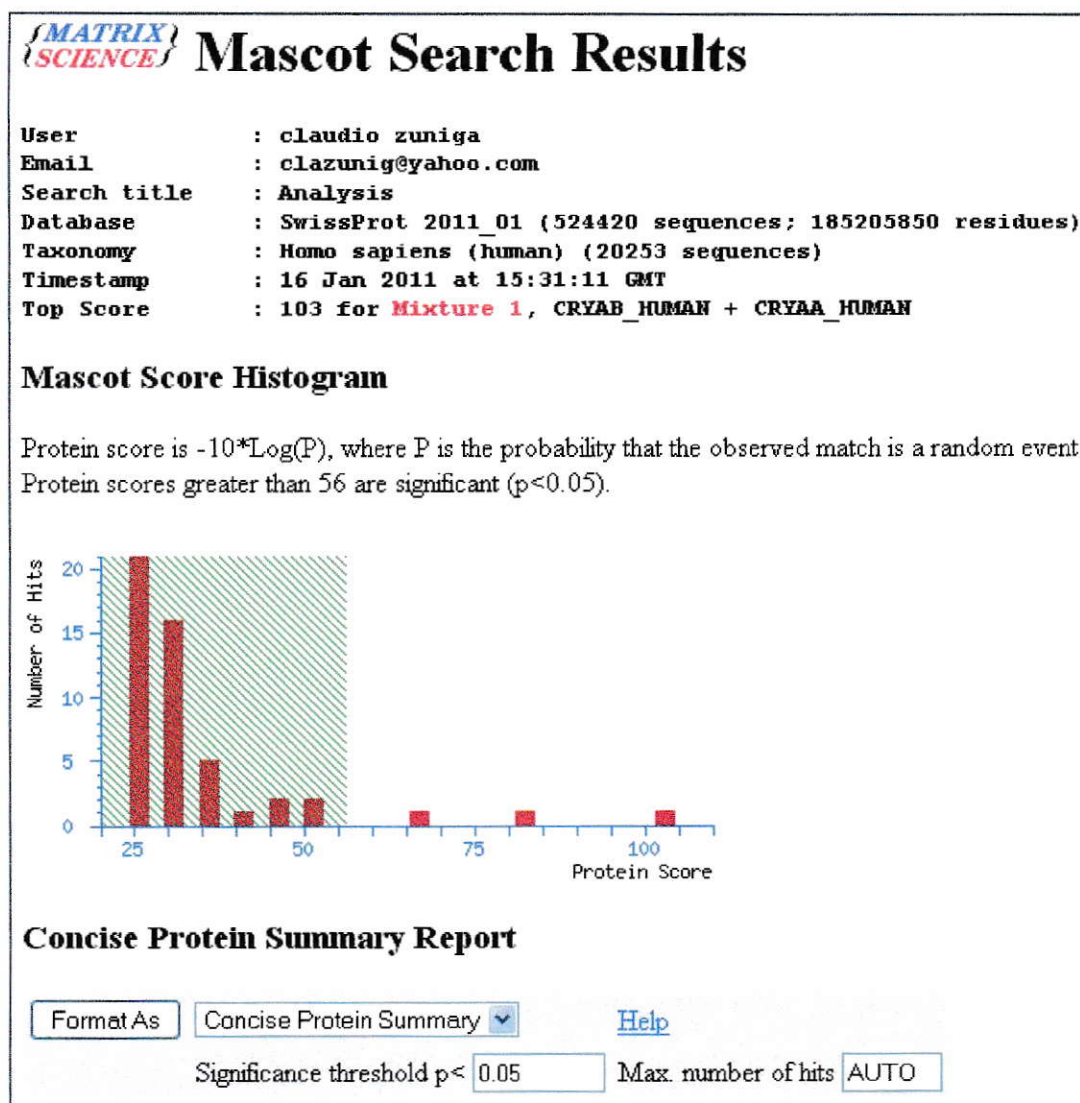 {MATRIX
SCIENCE} Mascot Search Results
User : claudio zuniga
Email : clazunig@yahoo.com
Search title : Analysis
Database : SwissProt 2011_01 (524420 sequences; 185205850 residues)
Taxonomy : Homo sapiens (human) (20253 sequences)
Timestamp : 16 Jan 2011 at 15:31:11 GMT
Top Score : 103 for Mixture 1, CRYAB_HUMAN + CRYAA_HUMAN
Mascot Score Histogram
Protein score is -10*Log(P), where P is the probability that the observed match is a random event
Protein scores greater than 56 are significant (p<0.05).
Number of Hits
20
15
10
5
0
25 50 75 100
Protein Score
Concise Protein Summary Report
Format As Concise Protein Summary Help
Significance threshold p< 0.05 Max. number of hits AUTO